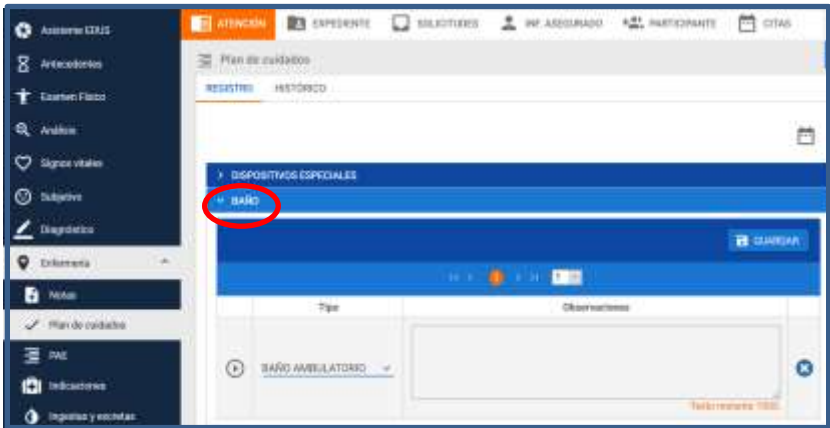 ATENCIÓN EXPEDIENTE SOLICITUDES INF. ASEGURADO PARTICIPANTE CITAS
Asistente EDUS
Antecedentes
Examen Físico
Análisis
Signos vitales
Subjetivo
Diagnóstico
Enfermería
Notas
Plan de cuidados
PAE
Indicaciones
Ingestas y excretas
Plan de cuidados
REGISTRO HISTÓRICO
DISPOSITIVOS ESPECIALES
BAÑO
GUARDAR
Tipo Observaciones
BAÑO AMBULATORIO
Texto restante 1000